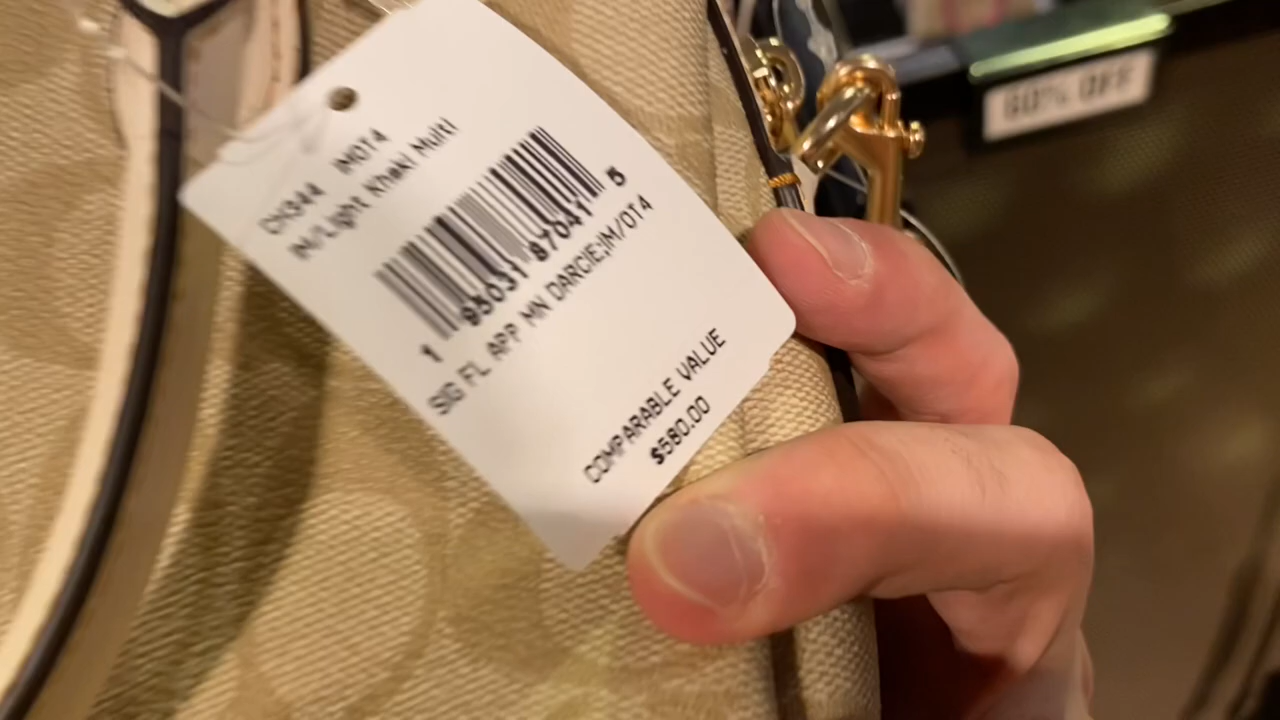 CH344 IMOT4
IM/Light Khaki Multi
1 95031 87041 5
SIG FL APP MN DARCIE;IM/OT4
COMPARABLE VALUE
$580.00
60% OFF